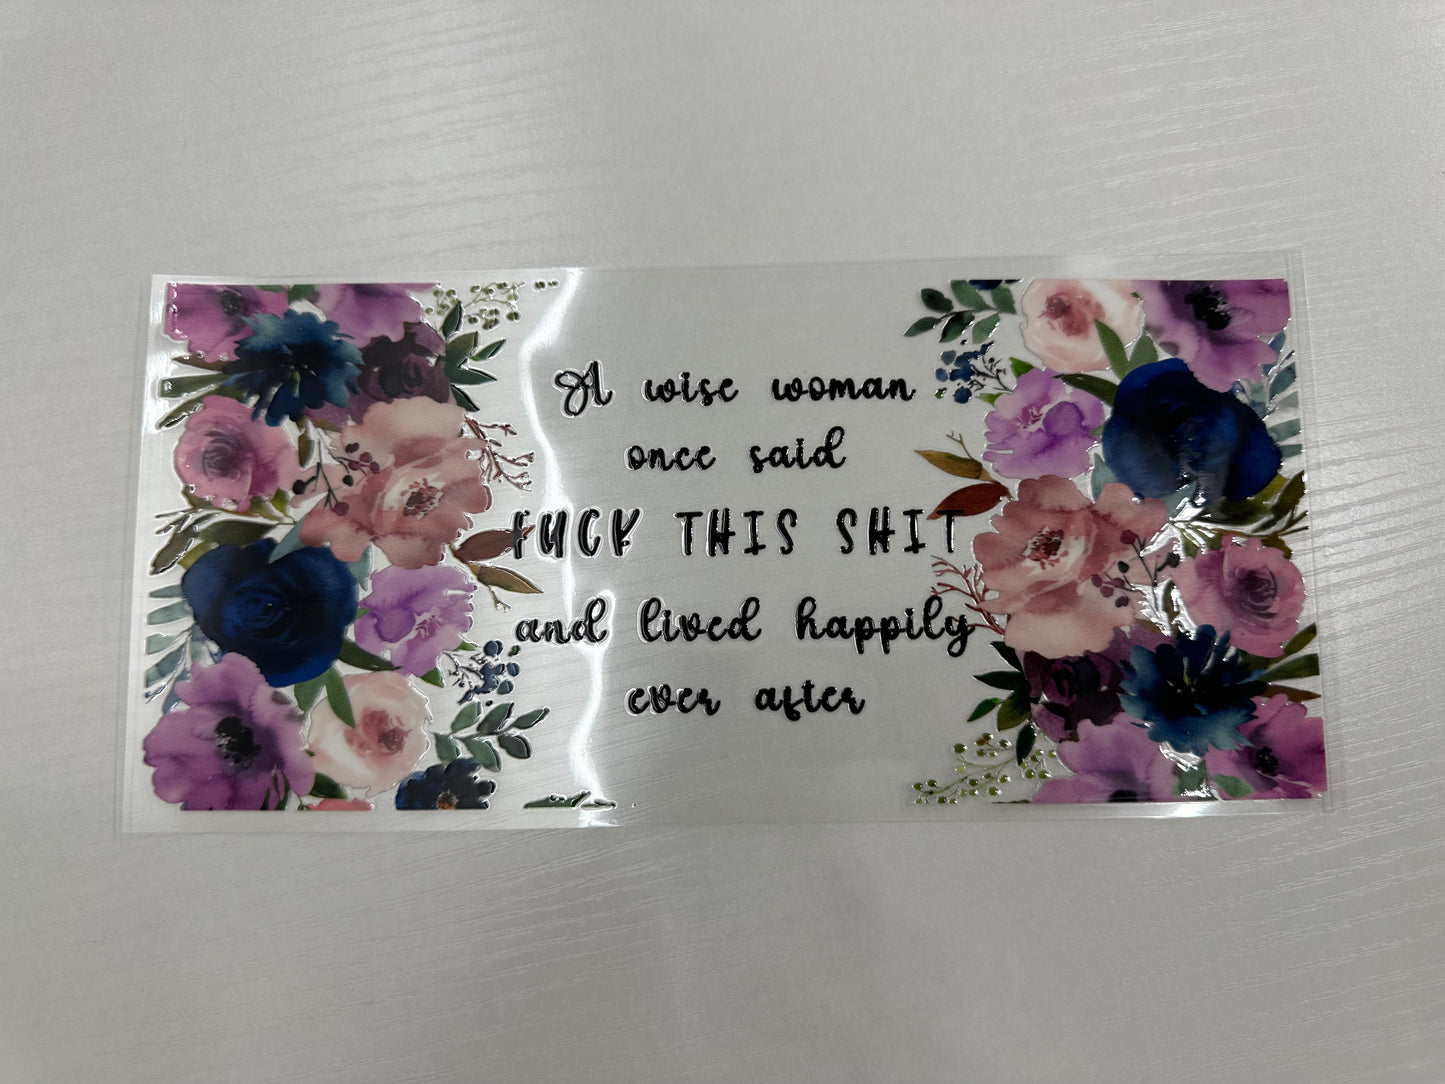 A wise woman
once said
FUCK THIS SHIT
and lived happily
ever after